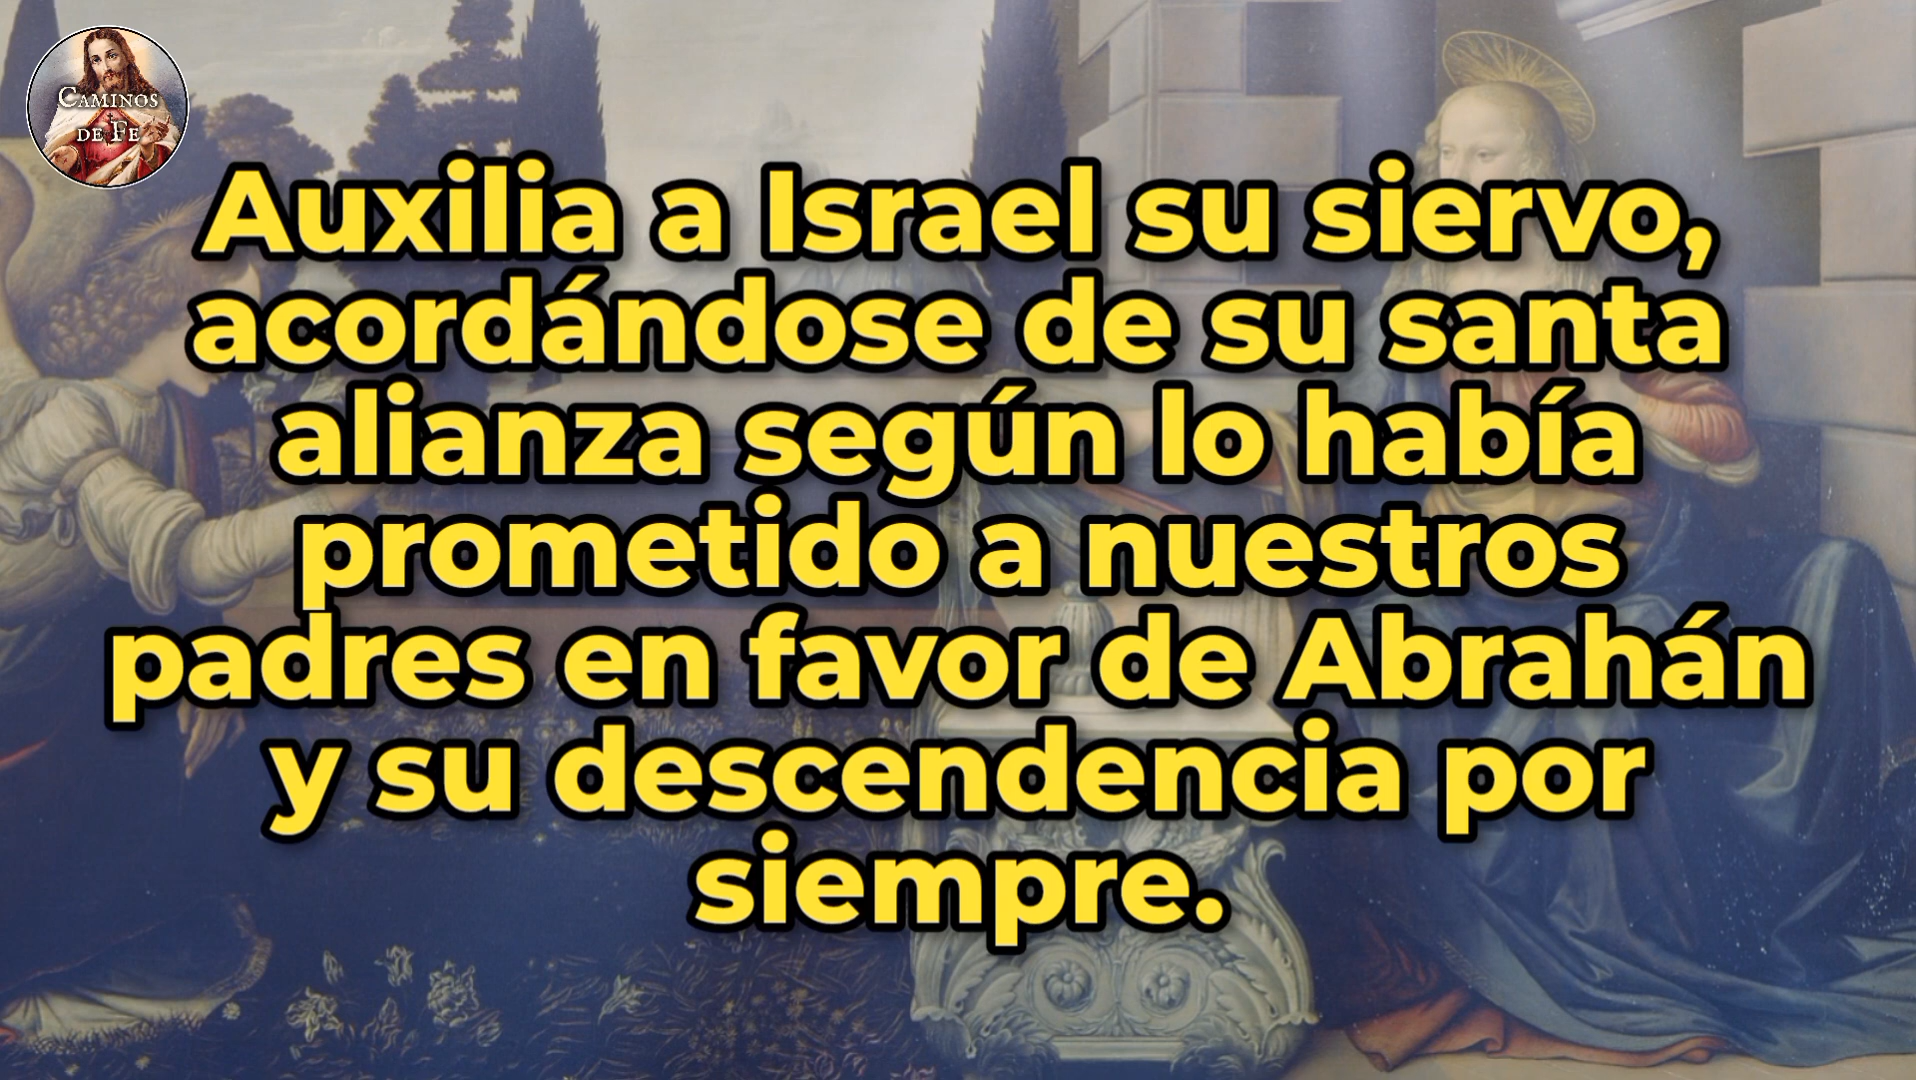 CAMINOS
DE FE
Auxilia a Israel su siervo,
acordándose de su santa
alianza según lo había
prometido a nuestros
padres en favor de Abrahán
y su descendencia por
siempre.